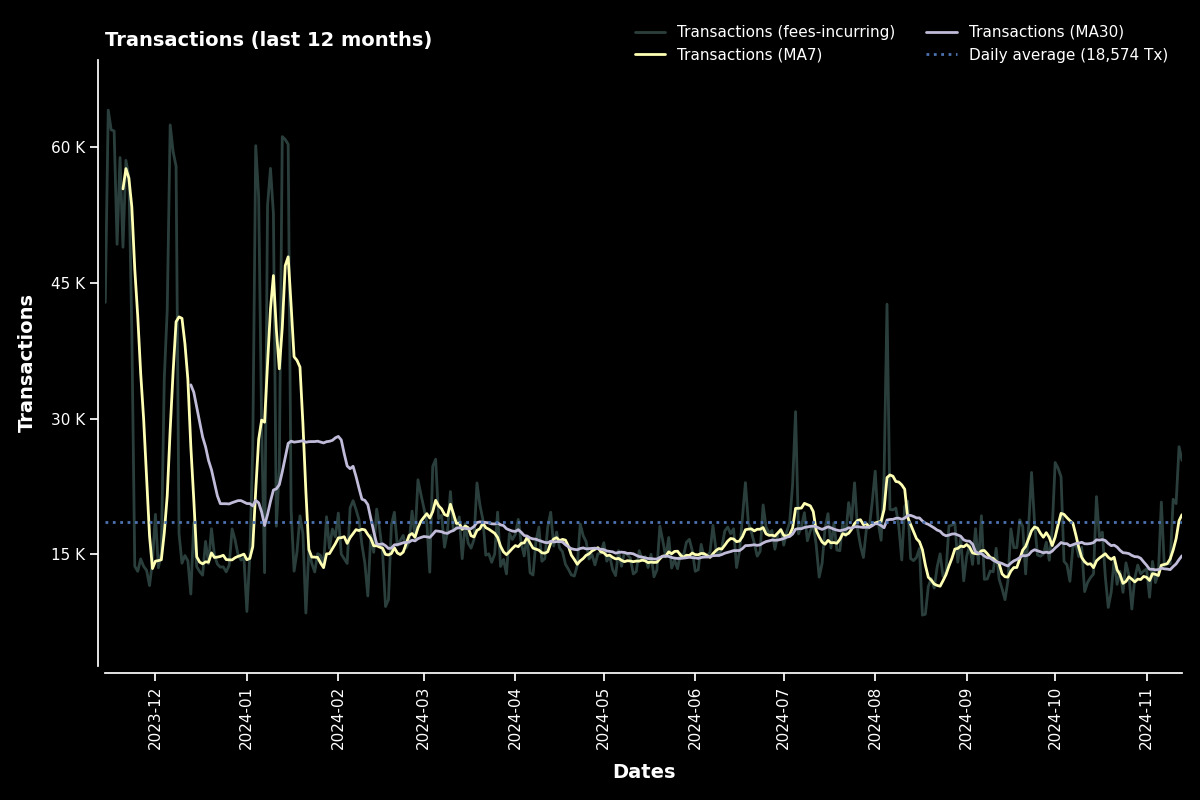 Transactions (last 12 months)
Transactions (fees-incurring)
Transactions (MA7)
Transactions (MA30)
Daily average (18,574 Tx)
Transactions
60 K
45 K
30 K
15 K
2023-12
2024-01
2024-02
2024-03
2024-04
2024-05
2024-06
2024-07
2024-08
2024-09
2024-10
2024-11
Dates